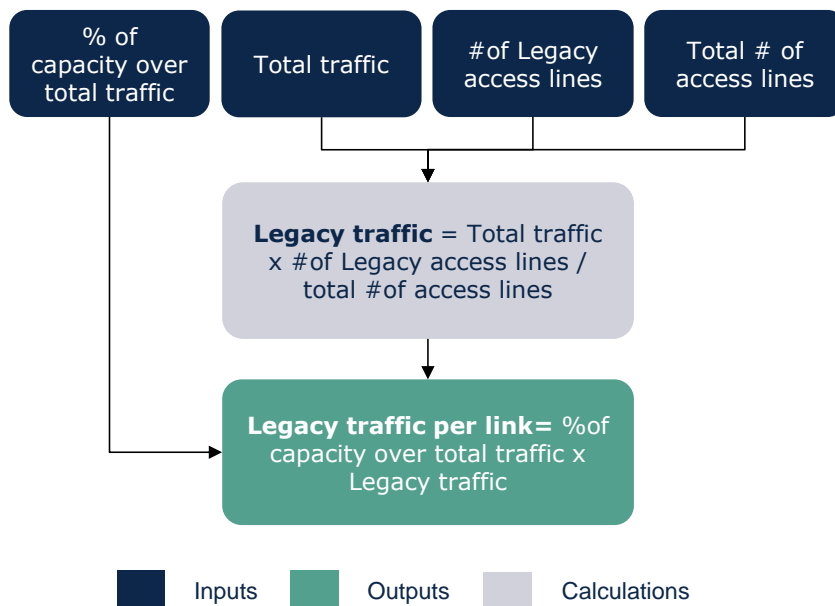 % of
capacity over
total traffic
Total traffic
#of Legacy
access lines
Total # of
access lines
Legacy traffic = Total traffic
x #of Legacy access lines /
total #of access lines
Legacy traffic per link= %of
capacity over total traffic x
Legacy traffic
Inputs
Outputs
Calculations